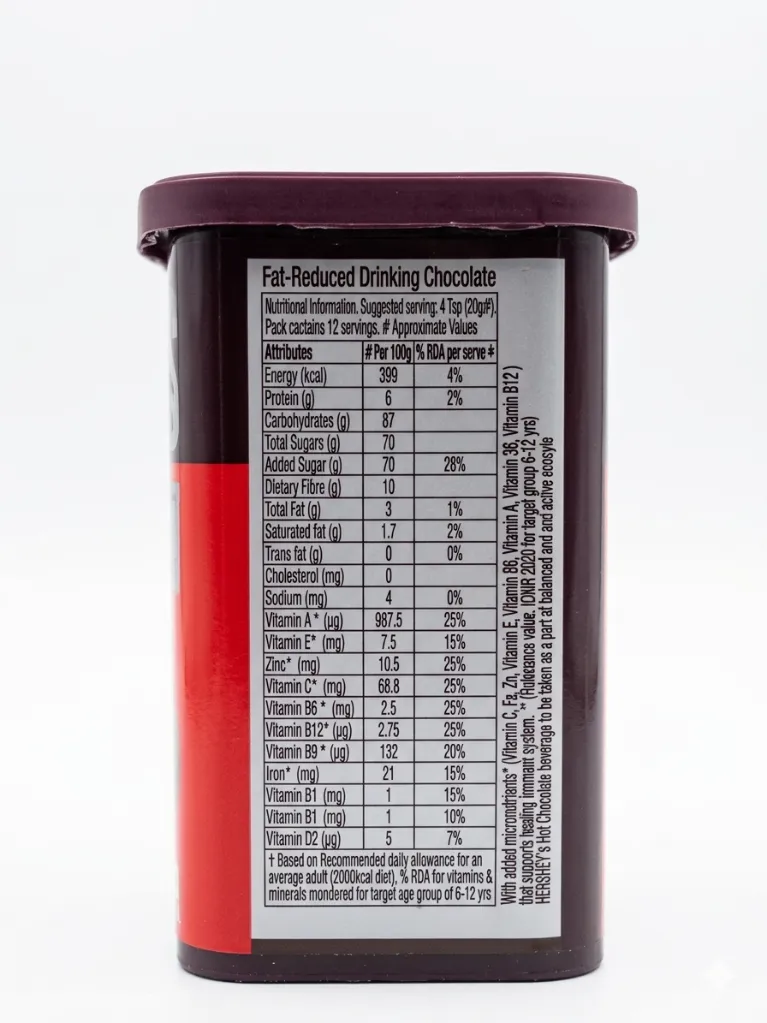 Fat-Reduced Drinking Chocolate
Nutritional Information. Suggested serving: 4 Tsp (20g#).
Pack cactains 12 servings. # Approximate Values
Attributes # Per 100g % RDA per serve ‡
Energy (kcal) 399 4%
Protein (g) 6 2%
Carbohydrates (g) 87
Total Sugars (g) 70
Added Sugar (g) 70 28%
Dietary Fibre (g) 10
Total Fat (g) 3 1%
Saturated fat (g) 1.7 2%
Trans fat (g) 0 0%
Cholesterol (mg) 0
Sodium (mg) 4 0%
Vitamin A * (µg) 987.5 25%
Vitamin E* (mg) 7.5 15%
Zinc* (mg) 10.5 25%
Vitamin C* (mg) 68.8 25%
Vitamin B6 * (mg) 2.5 25%
Vitamin B12* (µg) 2.75 25%
Vitamin B9 * (µg) 132 20%
Iron* (mg) 21 15%
Vitamin B1 (mg) 1 15%
Vitamin B1 (mg) 1 10%
Vitamin D2 (µg) 5 7%
† Based on Recommended daily allowance for an
average adult (2000kcal diet), % RDA for vitamins &
minerals mondered for target age group of 6-12 yrs
With added microndriants* (Vitamin C, Fe, Zn, Vitamin E, Vitamin B6, Vitamin A, Vitamin 36, Vitamin B12')
that supports healing immant system. value. 2020 for target group 6-12 yrs)
HERSHEY's Hot Chocolate beverage to be taken as a part at balanced and and active ecosyle